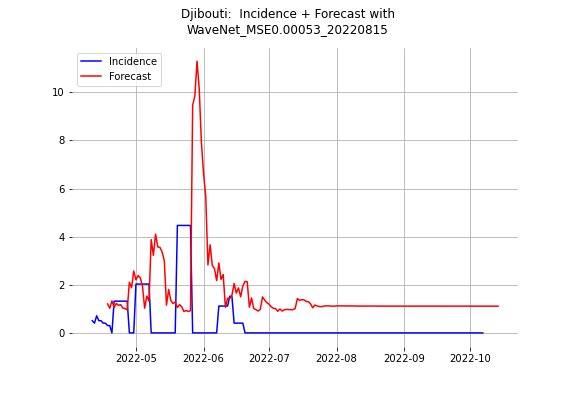 Djibouti:  Incidence + Forecast with
WaveNet_MSE0.00053_20220815
Incidence
Forecast
10
8
6
4
2
0
2022-05 2022-06 2022-07 2022-08 2022-09 2022-10